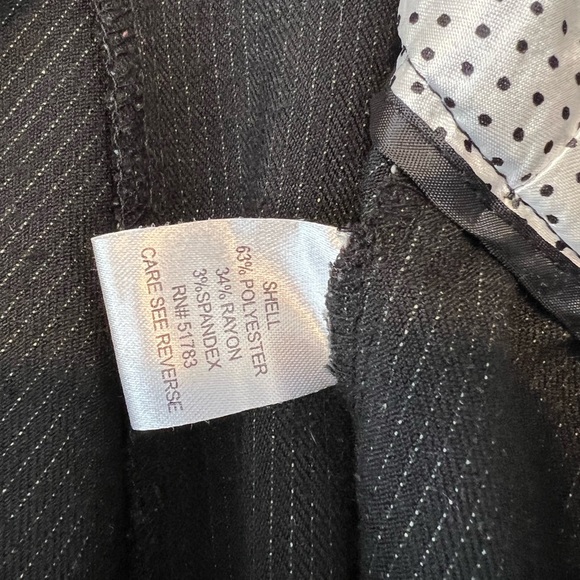 SHELL
63% POLYESTER
34% RAYON
3%SPANDEX
RN# 51783
CARE SEE REVERSE